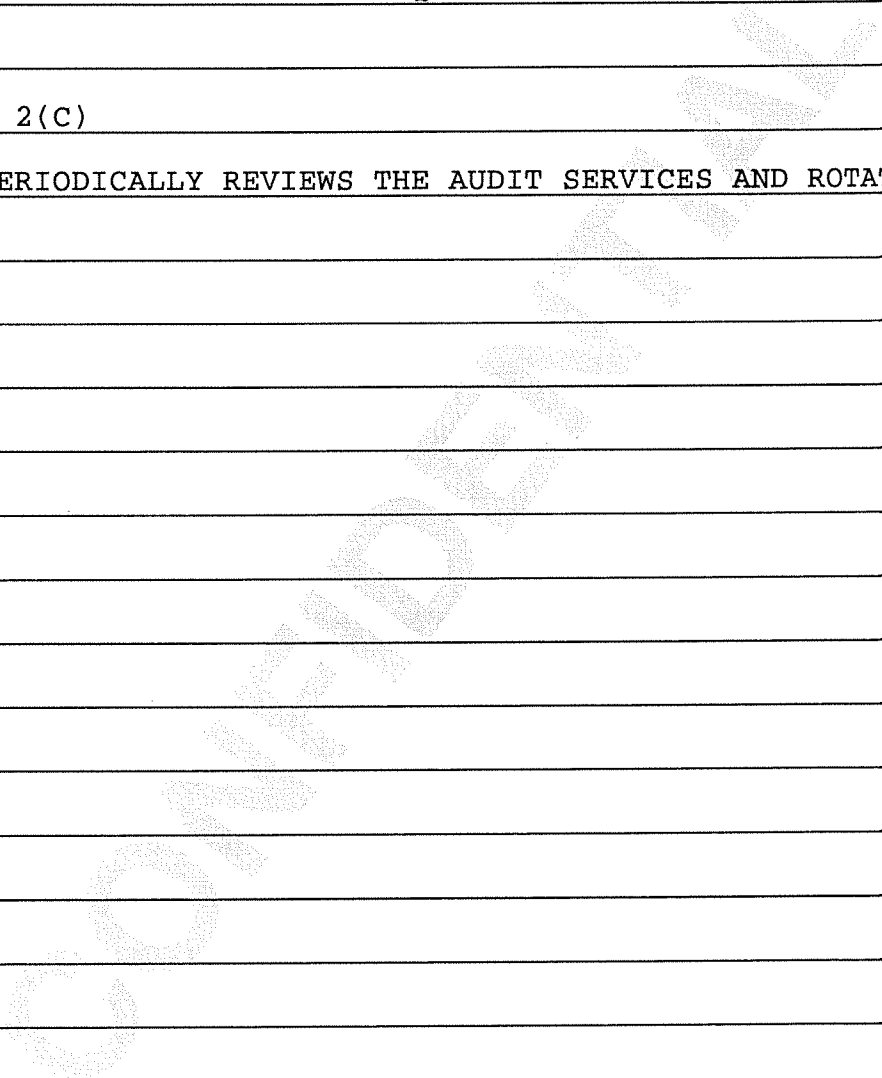 2(C)
ERIODICALLY REVIEWS THE AUDIT SERVICES AND ROTA
CONFIDENTIAL